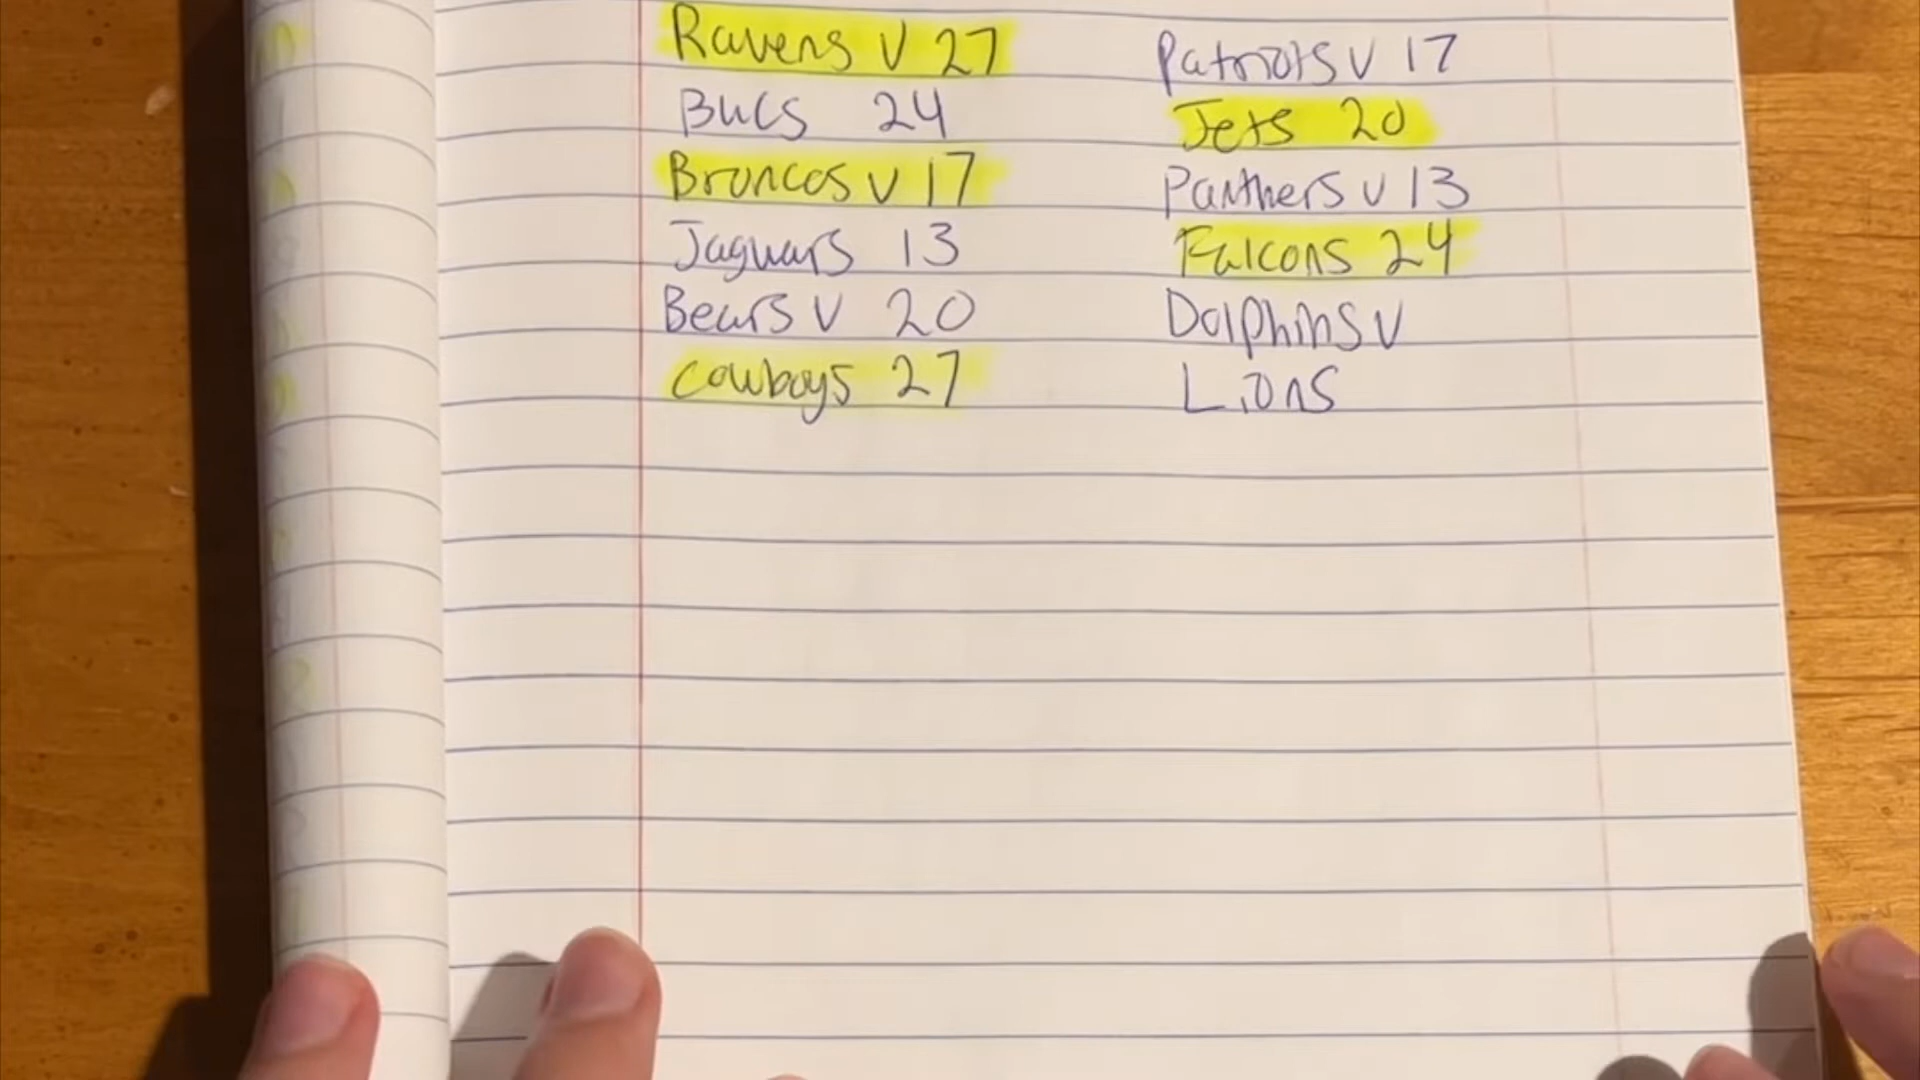 Ravens v 27
Bucs 24
Broncos v 17
Jaguars 13
Bears v 20
Cowboys 27
Patriots v 17
Jets 20
Panthers v 13
Falcons 24
Dolphins v
Lions